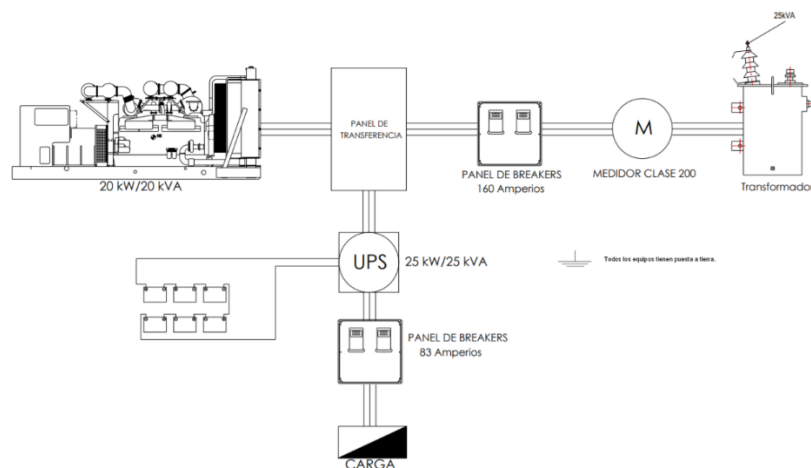 25kVA
PANEL DE
TRANSFERENCIA
M
20 kW/20 kVA
PANEL DE BREAKERS
160 Amperios
MEDIDOR CLASE 200
Transformador
UPS
25 kW/25 kVA
Todos los equipos tienen puesta a tierra.
PANEL DE BREAKERS
83 Amperios
CARGA